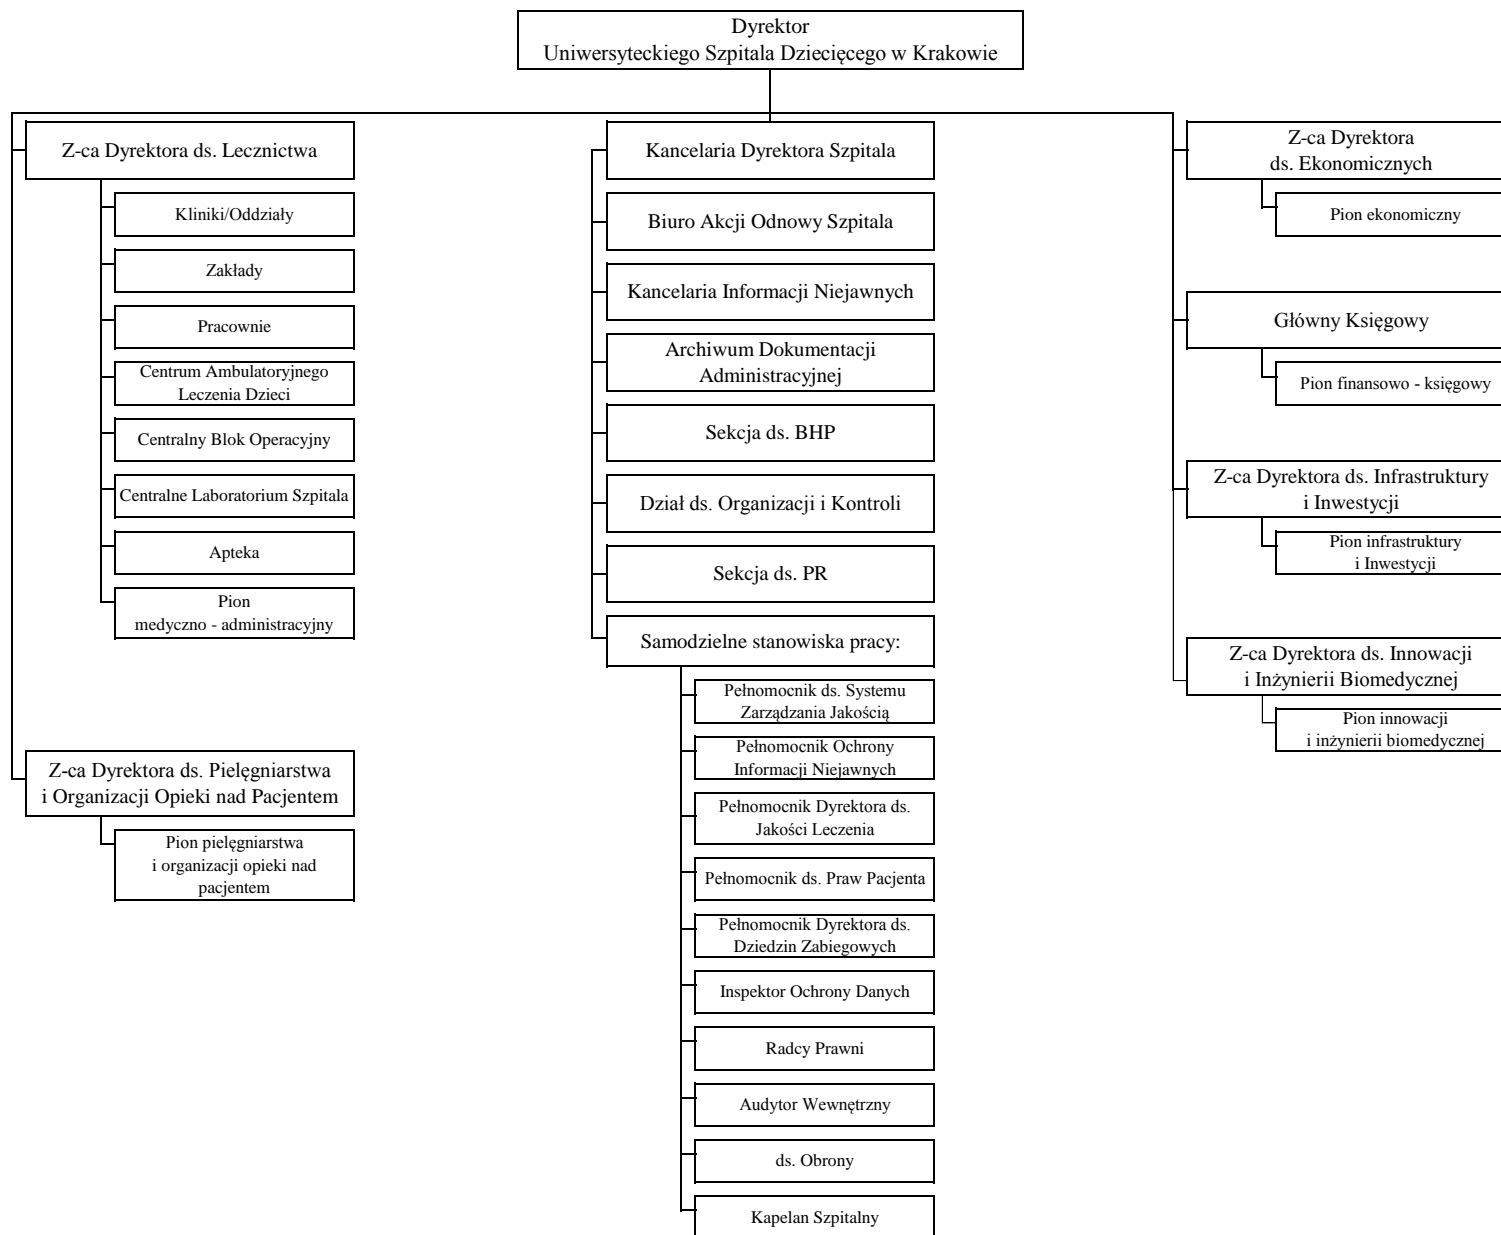 Dyrektor
Uniwersyteckiego Szpitala Dziecięcego w Krakowie
Z-ca Dyrektora ds. Lecznictwa
Kliniki/Oddziały
Zakłady
Pracownie
Centrum Ambulatoryjnego
Leczenia Dzieci
Centralny Blok Operacyjny
Centralne Laboratorium Szpitala
Apteka
Pion
medyczno - administracyjny
Z-ca Dyrektora ds. Pielęgniarstwa
i Organizacji Opieki nad Pacjentem
Pion pielęgniarstwa
i organizacji opieki nad
pacjentem
Kancelaria Dyrektora Szpitala
Biuro Akcji Odnowy Szpitala
Kancelaria Informacji Niejawnych
Archiwum Dokumentacji
Administracyjnej
Sekcja ds. BHP
Dział ds. Organizacji i Kontroli
Sekcja ds. PR
Samodzielne stanowiska pracy:
Pełnomocnik ds. Systemu
Zarządzania Jakością
Pełnomocnik Ochrony
Informacji Niejawnych
Pełnomocnik Dyrektora ds.
Jakości Leczenia
Pełnomocnik ds. Praw Pacjenta
Pełnomocnik Dyrektora ds.
Dziedzin Zabiegowych
Inspektor Ochrony Danych
Radcy Prawni
Audytor Wewnętrzny
ds. Obrony
Kapelan Szpitalny
Z-ca Dyrektora
ds. Ekonomicznych
Pion ekonomiczny
Główny Księgowy
Pion finansowo - księgowy
Z-ca Dyrektora ds. Infrastruktury
i Inwestycji
Pion infrastruktury
i Inwestycji
Z-ca Dyrektora ds. Innowacji
i Inżynierii Biomedycznej
Pion innowacji
i inżynierii biomedycznej